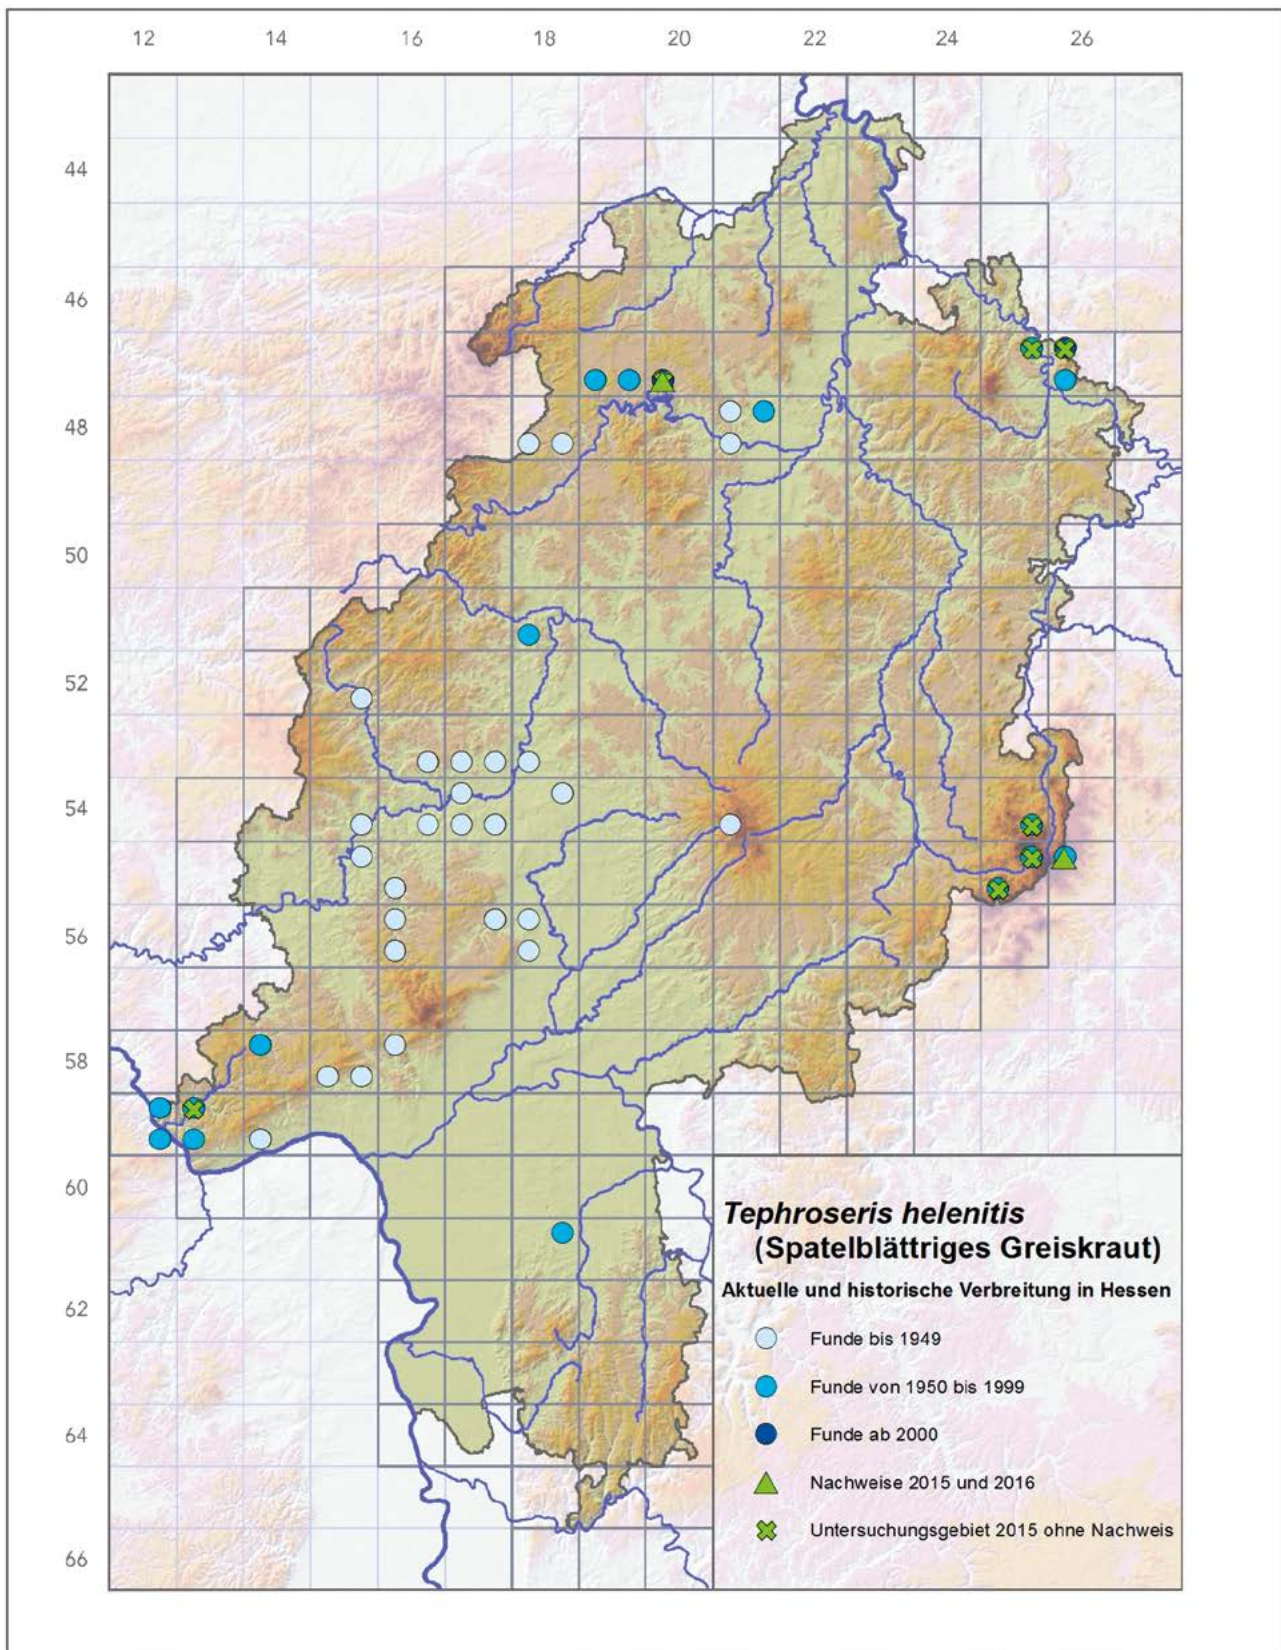 12 14 16 18 20 22 24 26
44
46
48
50
52
54
56
58
60
62
64
66
Tephroseris helenitis
(Spatelblättriges Greiskraut)
Aktuelle und historische Verbreitung in Hessen
Funde bis 1949
Funde von 1950 bis 1999
Funde ab 2000
Nachweise 2015 und 2016
Untersuchungsgebiet 2015 ohne Nachweis